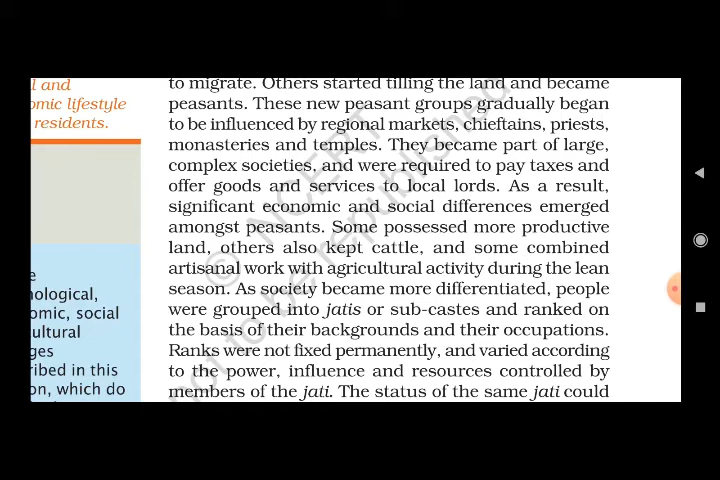 l and
omic lifestyle
residents.
to migrate. Others started tilling the land and became
peasants. These new peasant groups gradually began
to be influenced by regional markets, chieftains, priests,
monasteries and temples. They became part of large,
complex societies, and were required to pay taxes and
offer goods and services to local lords. As a result,
significant economic and social differences emerged
amongst peasants. Some possessed more productive
land, others also kept cattle, and some combined
artisanal work with agricultural activity during the lean
season. As society became more differentiated, people
were grouped into jatis or sub-castes and ranked on
the basis of their backgrounds and their occupations.
Ranks were not fixed permanently, and varied according
to the power, influence and resources controlled by
members of the jati. The status of the same jati could
e
nological,
omic, social
ultural
ges
ribed in this
on, which do
© NCERT
not to be republished